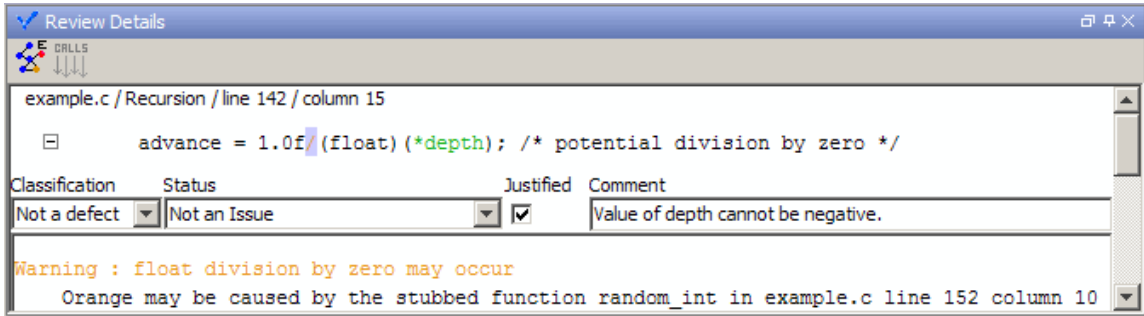 Review Details
E CALLS
example.c / Recursion / line 142 / column 15
advance = 1.0f/(float)(*depth); /* potential division by zero */
Classification Status Justified Comment
Not a defect Not an Issue Value of depth cannot be negative.
Warning : float division by zero may occur
Orange may be caused by the stubbed function random_int in example.c line 152 column 10